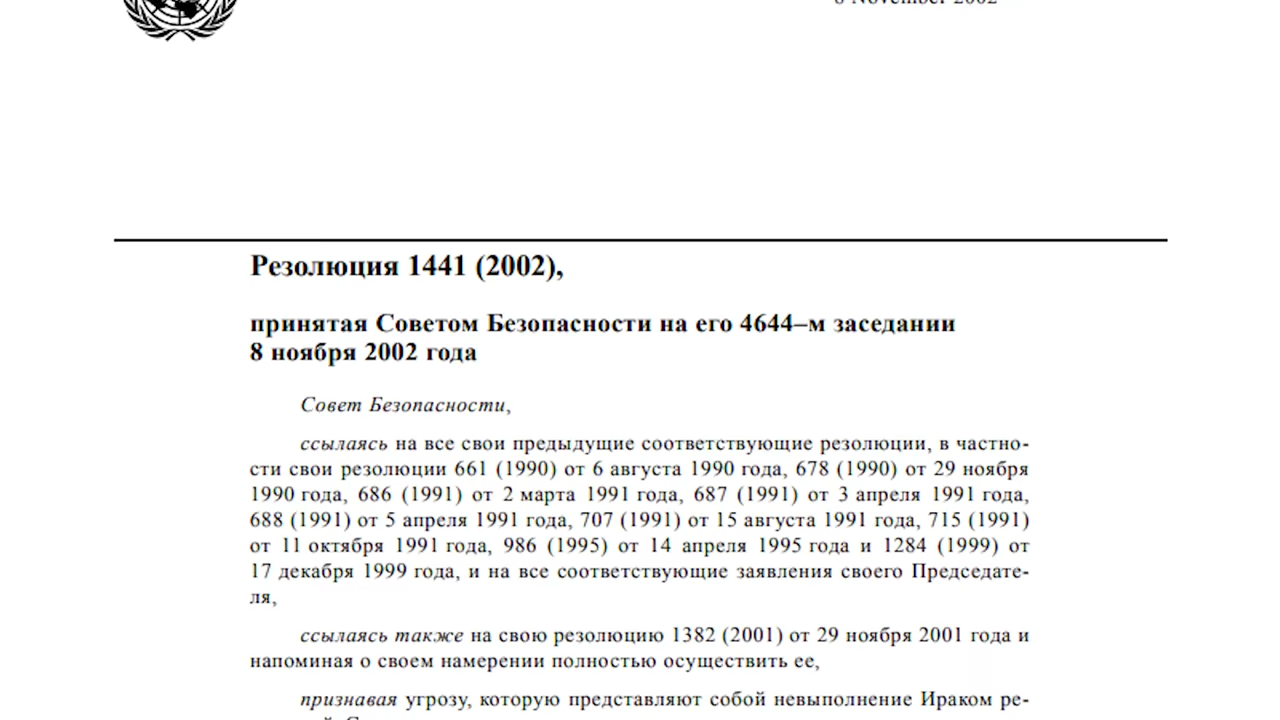 8 November 2002
Резолюция 1441 (2002),
принятая Советом Безопасности на его 4644–м заседании
8 ноября 2002 года
Совет Безопасности,
ссылаясь на все свои предыдущие соответствующие резолюции, в частно-
сти свои резолюции 661 (1990) от 6 августа 1990 года, 678 (1990) от 29 ноября
1990 года, 686 (1991) от 2 марта 1991 года, 687 (1991) от 3 апреля 1991 года,
688 (1991) от 5 апреля 1991 года, 707 (1991) от 15 августа 1991 года, 715 (1991)
от 11 октября 1991 года, 986 (1995) от 14 апреля 1995 года и 1284 (1999) от
17 декабря 1999 года, и на все соответствующие заявления своего Председате-
ля,
ссылаясь также на свою резолюцию 1382 (2001) от 29 ноября 2001 года и
напоминая о своем намерении полностью осуществить ее,
признавая угрозу, которую представляют собой невыполнение Ираком ре-